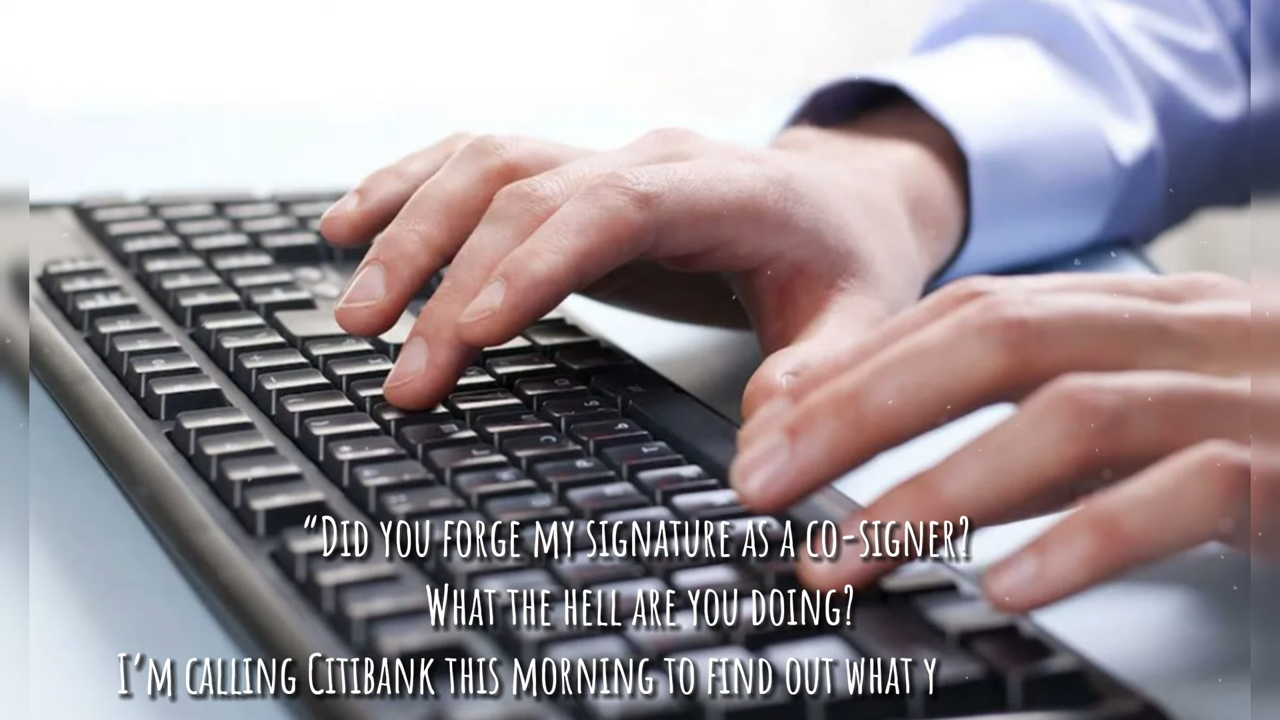 “Did you forge my signature as a co-signer?
What the hell are you doing?
I’m calling Citibank this morning to find out what y